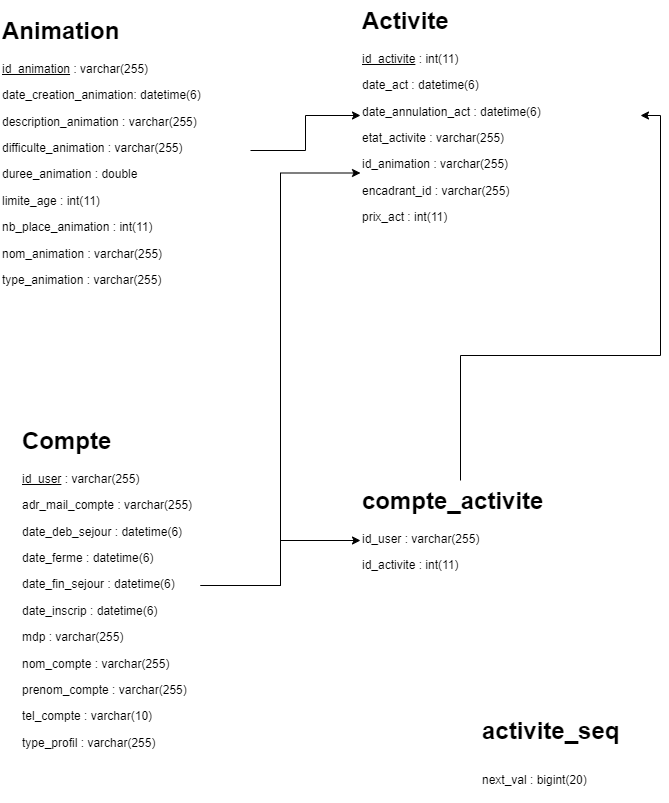 Animation
id_animation : varchar(255)
date_creation_animation: datetime(6)
description_animation : varchar(255)
difficulte_animation : varchar(255)
duree_animation : double
limite_age : int(11)
nb_place_animation : int(11)
nom_animation : varchar(255)
type_animation : varchar(255)
Activite
id_activite : int(11)
date_act : datetime(6)
date_annulation_act : datetime(6)
etat_activite : varchar(255)
id_animation : varchar(255)
encadrant_id : varchar(255)
prix_act : int(11)
Compte
id_user : varchar(255)
adr_mail_compte : varchar(255)
date_deb_sejour : datetime(6)
date_ferme : datetime(6)
date_fin_sejour : datetime(6)
date_inscrip : datetime(6)
mdp : varchar(255)
nom_compte : varchar(255)
prenom_compte : varchar(255)
tel_compte : varchar(10)
type_profil : varchar(255)
compte_activite
id_user : varchar(255)
id_activite : int(11)
activite_seq
next_val : bigint(20)